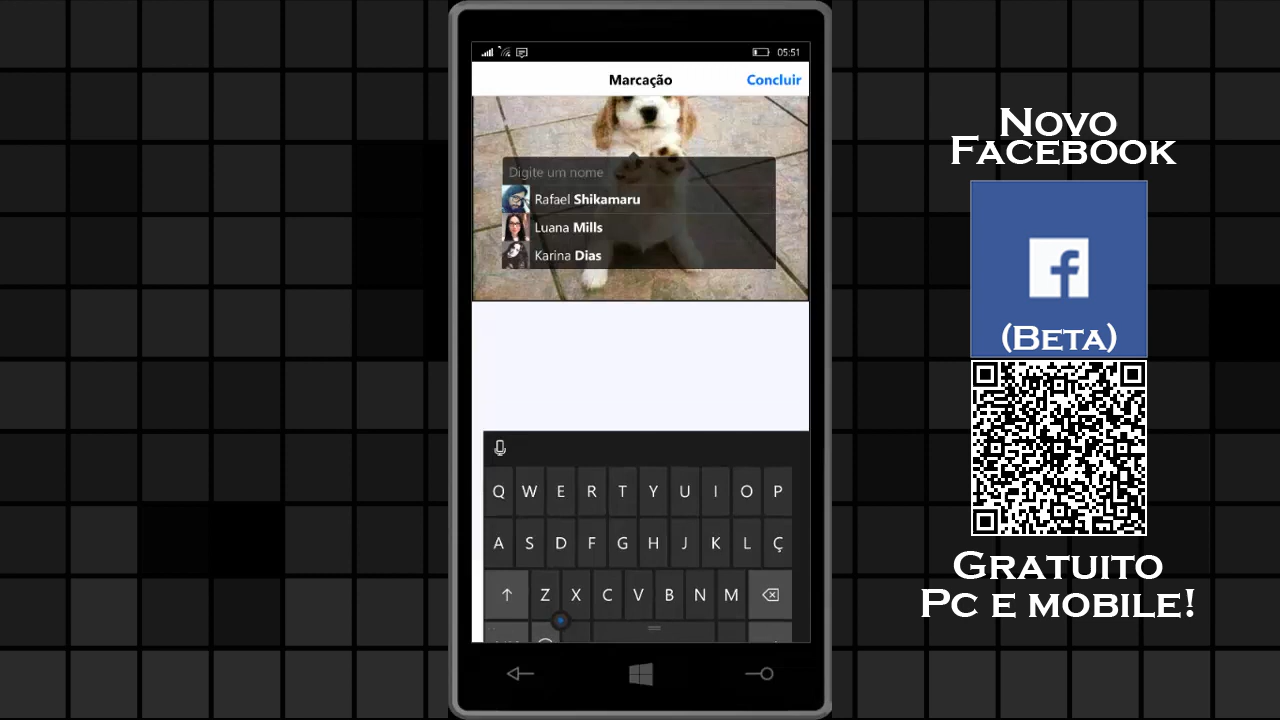 05:51
Marcação
Concluir
Digite um nome
Rafael Shikamaru
Luana Mills
Karina Dias
Q W E R T Y U I O P
A S D F G H J K L Ç
Z X C V B N M
Novo
Facebook
f
(Beta)
Gratuito
Pc e mobile!